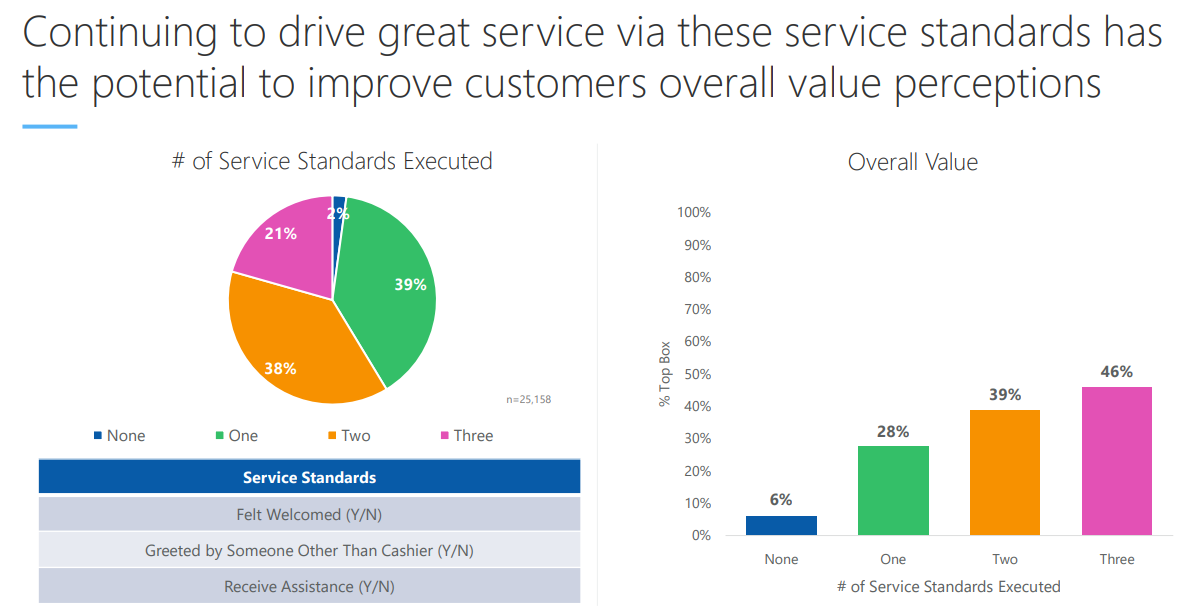 Continuing to drive great service via these service standards has
the potential to improve customers overall value perceptions
# of Service Standards Executed
2%
21%
39%
38%
n=25,158
None
One
Two
Three
Service Standards
Felt Welcomed (Y/N)
Greeted by Someone Other Than Cashier (Y/N)
Receive Assistance (Y/N)
Overall Value
% Top Box
100%
90%
80%
70%
60%
50%
40%
30%
20%
10%
0%
6%
28%
39%
46%
None
One
Two
Three
# of Service Standards Executed